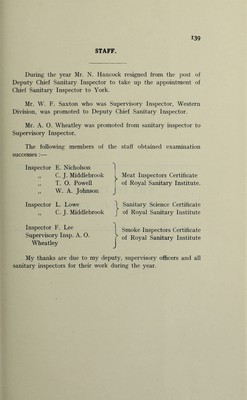 139
STAFF.
During the year Mr. N. Hancock resigned from the post of
Deputy Chief Sanitary Inspector to take up the appointment of
Chief Sanitary Inspector to York.
Mr. W. F. Saxton who was Supervisory Inspector, Western
Division, was promoted to Deputy Chief Sanitary Inspector.
Mr. A. O. Wheatley was promoted from sanitary inspector to
Supervisory Inspector.
The following members of the staff obtained examination
successes :—
Inspector E. Nicholson
,, C. J. Middlebrook
,, T. O. Powell
,, W. A. Johnson
Meat Inspectors Certificate
of Royal Sanitary Institute.
Inspector L. Lowe
,, C. J. Middlebrook
Sanitary Science Certificate
of Royal Sanitary Institute
Inspector F. Lee
Supervisory Insp. A. O.
Wheatley
Smoke Inspectors Certificate
of Royal Sanitary Institute
My thanks are due to my deputy, supervisory officers and all
sanitary inspectors for their work during the year.